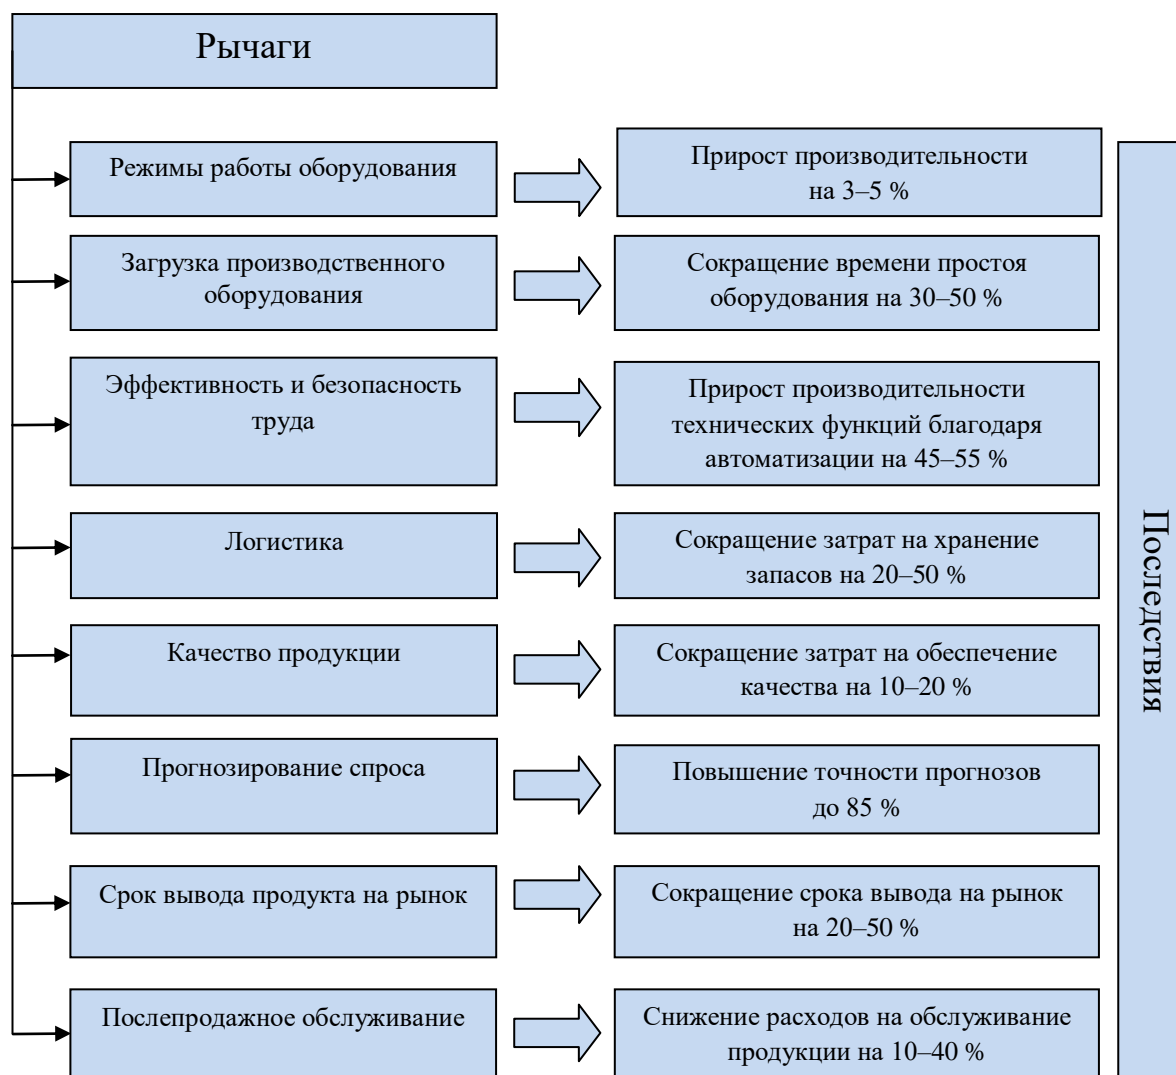 Рычаги
Режимы работы оборудования
Прирост производительности
на 3–5 %
Загрузка производственного
оборудования
Сокращение времени простоя
оборудования на 30–50 %
Эффективность и безопасность
труда
Прирост производительности
технических функций благодаря
автоматизации на 45–55 %
Логистика
Сокращение затрат на хранение
запасов на 20–50 %
Качество продукции
Сокращение затрат на обеспечение
качества на 10–20 %
Прогнозирование спроса
Повышение точности прогнозов
до 85 %
Срок вывода продукта на рынок
Сокращение срока вывода на рынок
на 20–50 %
Послепродажное обслуживание
Снижение расходов на обслуживание
продукции на 10–40 %
Последствия